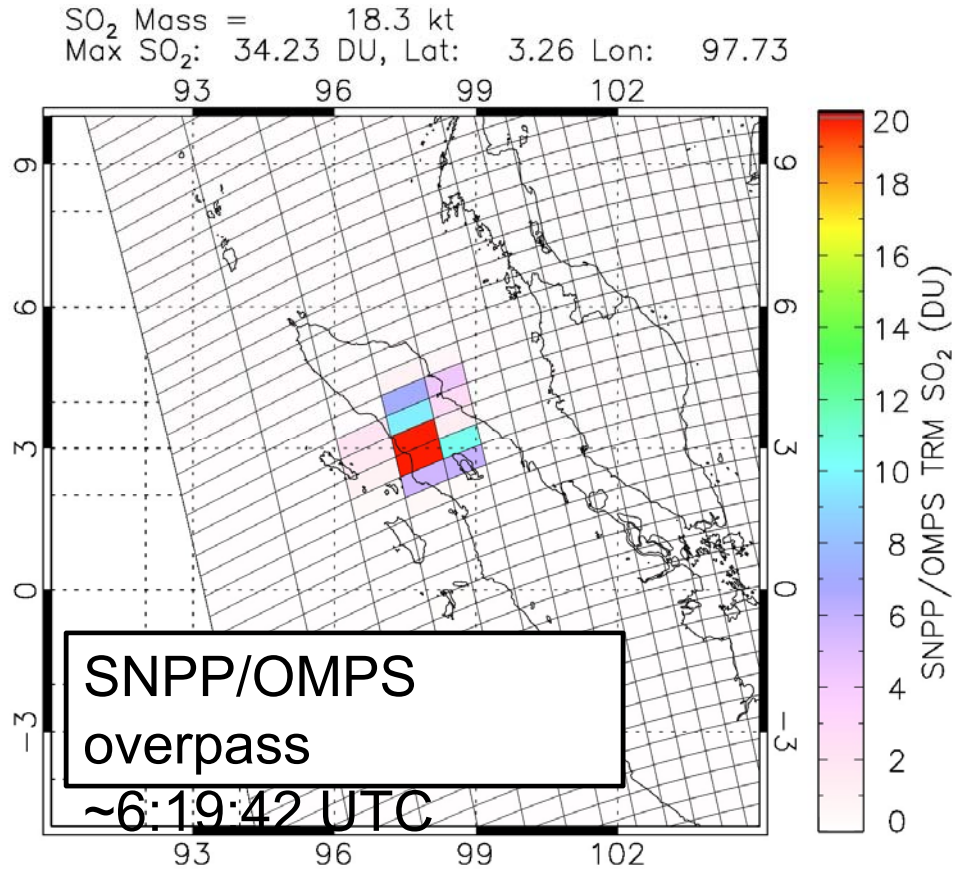 SO2 Mass = 18.3 kt
Max SO2: 34.23 DU, Lat: 3.26 Lon: 97.73
93 96 99 102
9 9
6 6
3 3
0 0
-3 -3
93 96 99 102
20
18
16
14
12
10
8
6
4
2
0
SNPP/OMPS TRM SO2 (DU)
SNPP/OMPS
overpass
~6:19:42 UTC